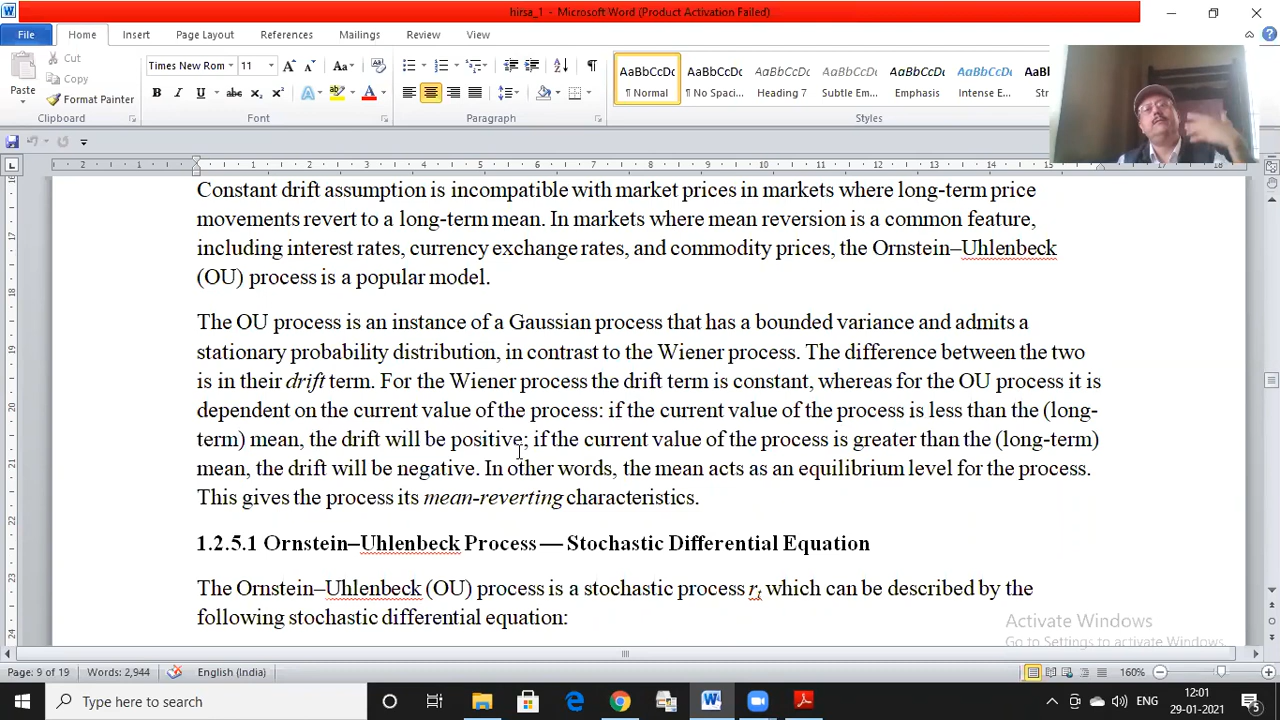 hirsa_1 - Microsoft Word (Product Activation Failed)
File Home Insert Page Layout References Mailings Review View
Cut
Copy
Format Painter
Paste
Clipboard
Times New Rom 11
Font
Paragraph
AaBbCcDc AaBbCcDc AaBbCcDc AaBbCcDc AaBbCcDc AaBbCcDc AaB
¶ Normal ¶ No Spaci... Heading 7 Subtle Em... Emphasis Intense E... St
Styles
Constant drift assumption is incompatible with market prices in markets where long-term price
movements revert to a long-term mean. In markets where mean reversion is a common feature,
including interest rates, currency exchange rates, and commodity prices, the Ornstein–Uhlenbeck
(OU) process is a popular model.
The OU process is an instance of a Gaussian process that has a bounded variance and admits a
stationary probability distribution, in contrast to the Wiener process. The difference between the two
is in their drift term. For the Wiener process the drift term is constant, whereas for the OU process it is
dependent on the current value of the process: if the current value of the process is less than the (long-
term) mean, the drift will be positive; if the current value of the process is greater than the (long-term)
mean, the drift will be negative. In other words, the mean acts as an equilibrium level for the process.
This gives the process its mean-reverting characteristics.
1.2.5.1 Ornstein–Uhlenbeck Process — Stochastic Differential Equation
The Ornstein–Uhlenbeck (OU) process is a stochastic process rₜ which can be described by the
following stochastic differential equation:
Activate Windows
Go to Settings to activate Windows.
Page: 9 of 19 Words: 2,944 English (India) 160%
Type here to search
ENG
12:01
29-01-2021
5